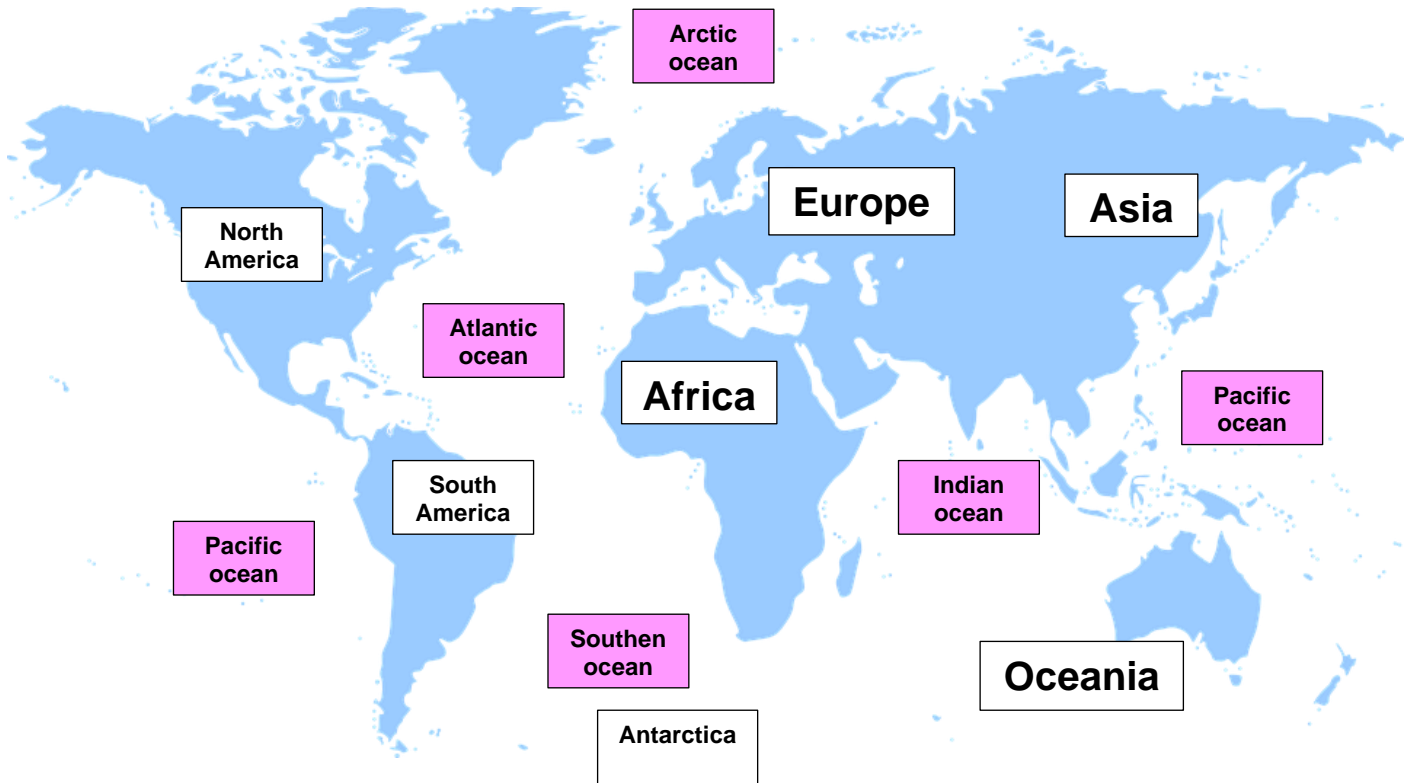 Arctic
ocean
Europe
Asia
North
America
Atlantic
ocean
Africa
Pacific
ocean
South
America
Indian
ocean
Pacific
ocean
Southen
ocean
Oceania
Antarctica